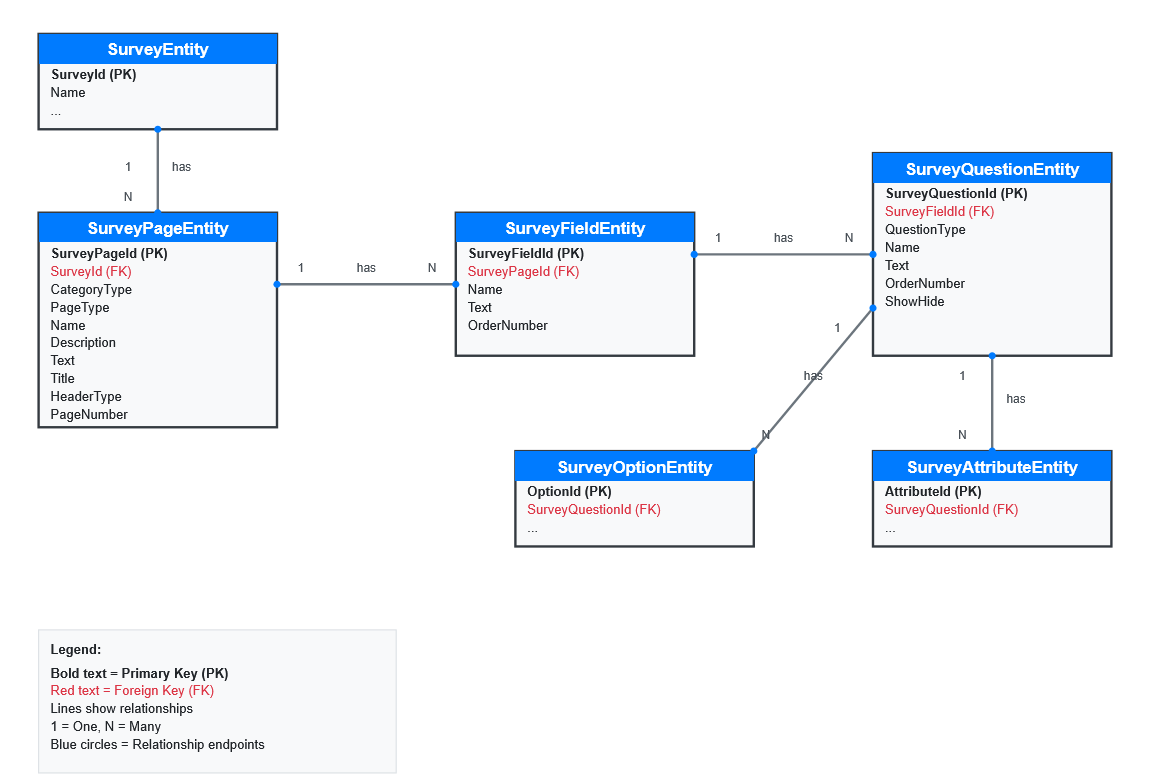 SurveyEntity
SurveyId (PK)
Name
...
1
has
N
SurveyPageEntity
SurveyPageId (PK)
SurveyId (FK)
CategoryType
PageType
Name
Description
Text
Title
HeaderType
PageNumber
1
has
N
SurveyFieldEntity
SurveyFieldId (PK)
SurveyPageId (FK)
Name
Text
OrderNumber
1
has
N
SurveyQuestionEntity
SurveyQuestionId (PK)
SurveyFieldId (FK)
QuestionType
Name
Text
OrderNumber
ShowHide
1
has
N
SurveyOptionEntity
OptionId (PK)
SurveyQuestionId (FK)
...
1
has
N
SurveyAttributeEntity
AttributeId (PK)
SurveyQuestionId (FK)
...
Legend:
Bold text = Primary Key (PK)
Red text = Foreign Key (FK)
Lines show relationships
1 = One, N = Many
Blue circles = Relationship endpoints